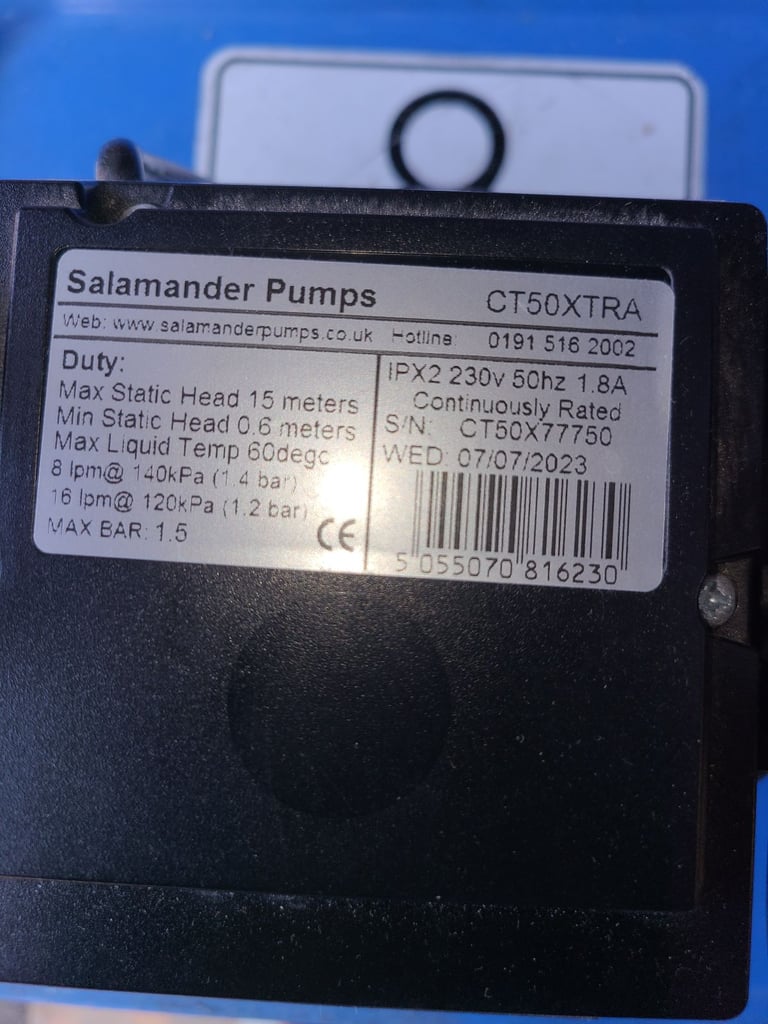 Salamander Pumps CT50XTRA
Web: www.salamanderpumps.co.uk Hotline: 0191 516 2002
Duty:
Max Static Head 15 meters
Min Static Head 0.6 meters
Max Liquid Temp 60degc
8 lpm@ 140kPa (1.4 bar)
16 lpm@ 120kPa (1.2 bar)
MAX BAR: 1.5
CE
IPX2 230v 50hz 1.8A
Continuously Rated
S/N: CT50X77750
WED: 07/07/2023
5 055070 816230